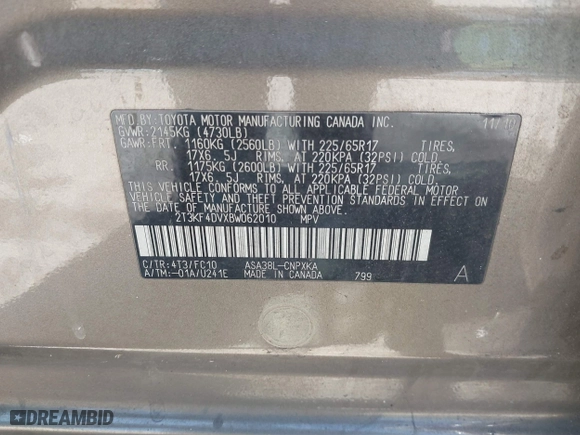 MFD.BY:TOYOTA MOTOR MANUFACTURING CANADA INC. 11/10
GVWR:2145KG (4730LB)
GAWR:FRT. 1160KG (2560LB) WITH 225/65R17 TIRES,
17X6.5J RIMS, AT 220KPA (32PSI) COLD.
RR. 1175KG (2600LB) WITH 225/65R17 TIRES,
17X6.5J RIMS, AT 220KPA (32PSI) COLD.
THIS VEHICLE CONFORMS TO ALL APPLICABLE FEDERAL MOTOR
VEHICLE SAFETY AND THEFT PREVENTION STANDARDS IN EFFECT
ON THE DATE OF MANUFACTURE SHOWN ABOVE.
2T3KF4DVXBW062010 MPV
C/TR:4T3/FC10 ASA38L-CNPXKA
A/TM:-01A/U241E MADE IN CANADA 799 A
DREAMBID